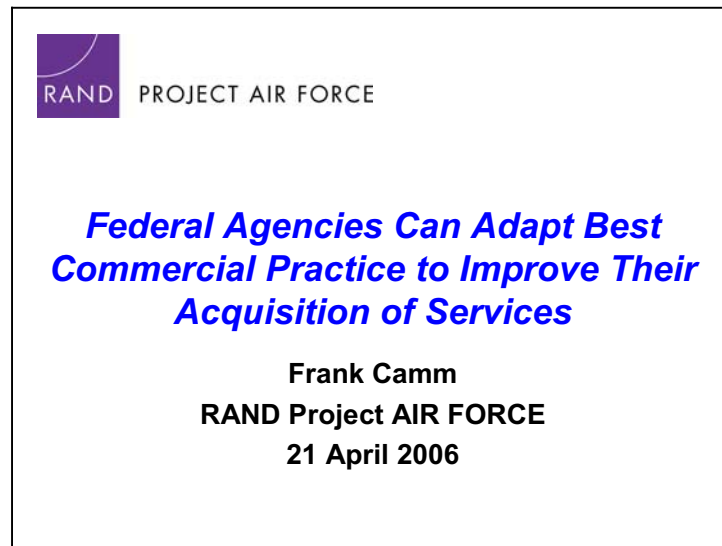 RAND PROJECT AIR FORCE
Federal Agencies Can Adapt Best
Commercial Practice to Improve Their
Acquisition of Services
Frank Camm
RAND Project AIR FORCE
21 April 2006